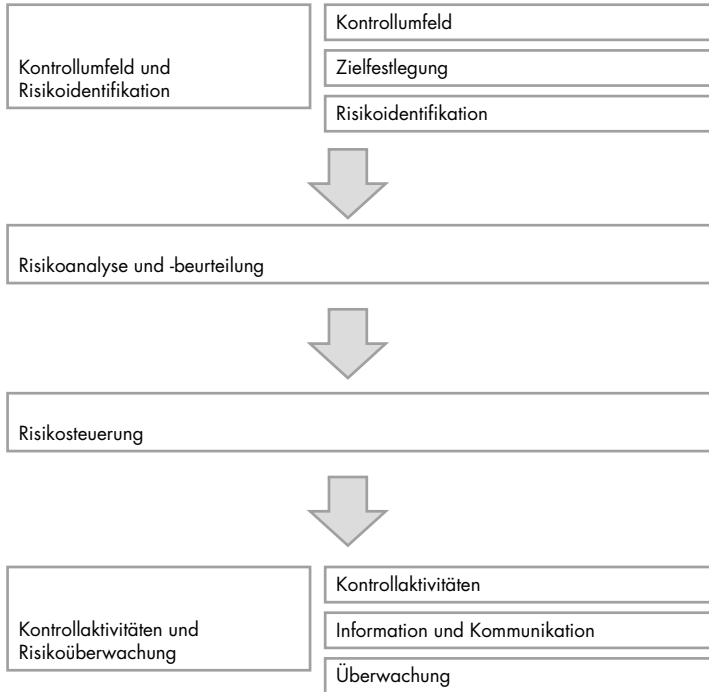 Kontrollumfeld und
Risikoidentifikation
Kontrollumfeld
Zielfestlegung
Risikoidentifikation
Risikoanalyse und -beurteilung
Risikosteuerung
Kontrollaktivitäten und
Risikoüberwachung
Kontrollaktivitäten
Information und Kommunikation
Überwachung